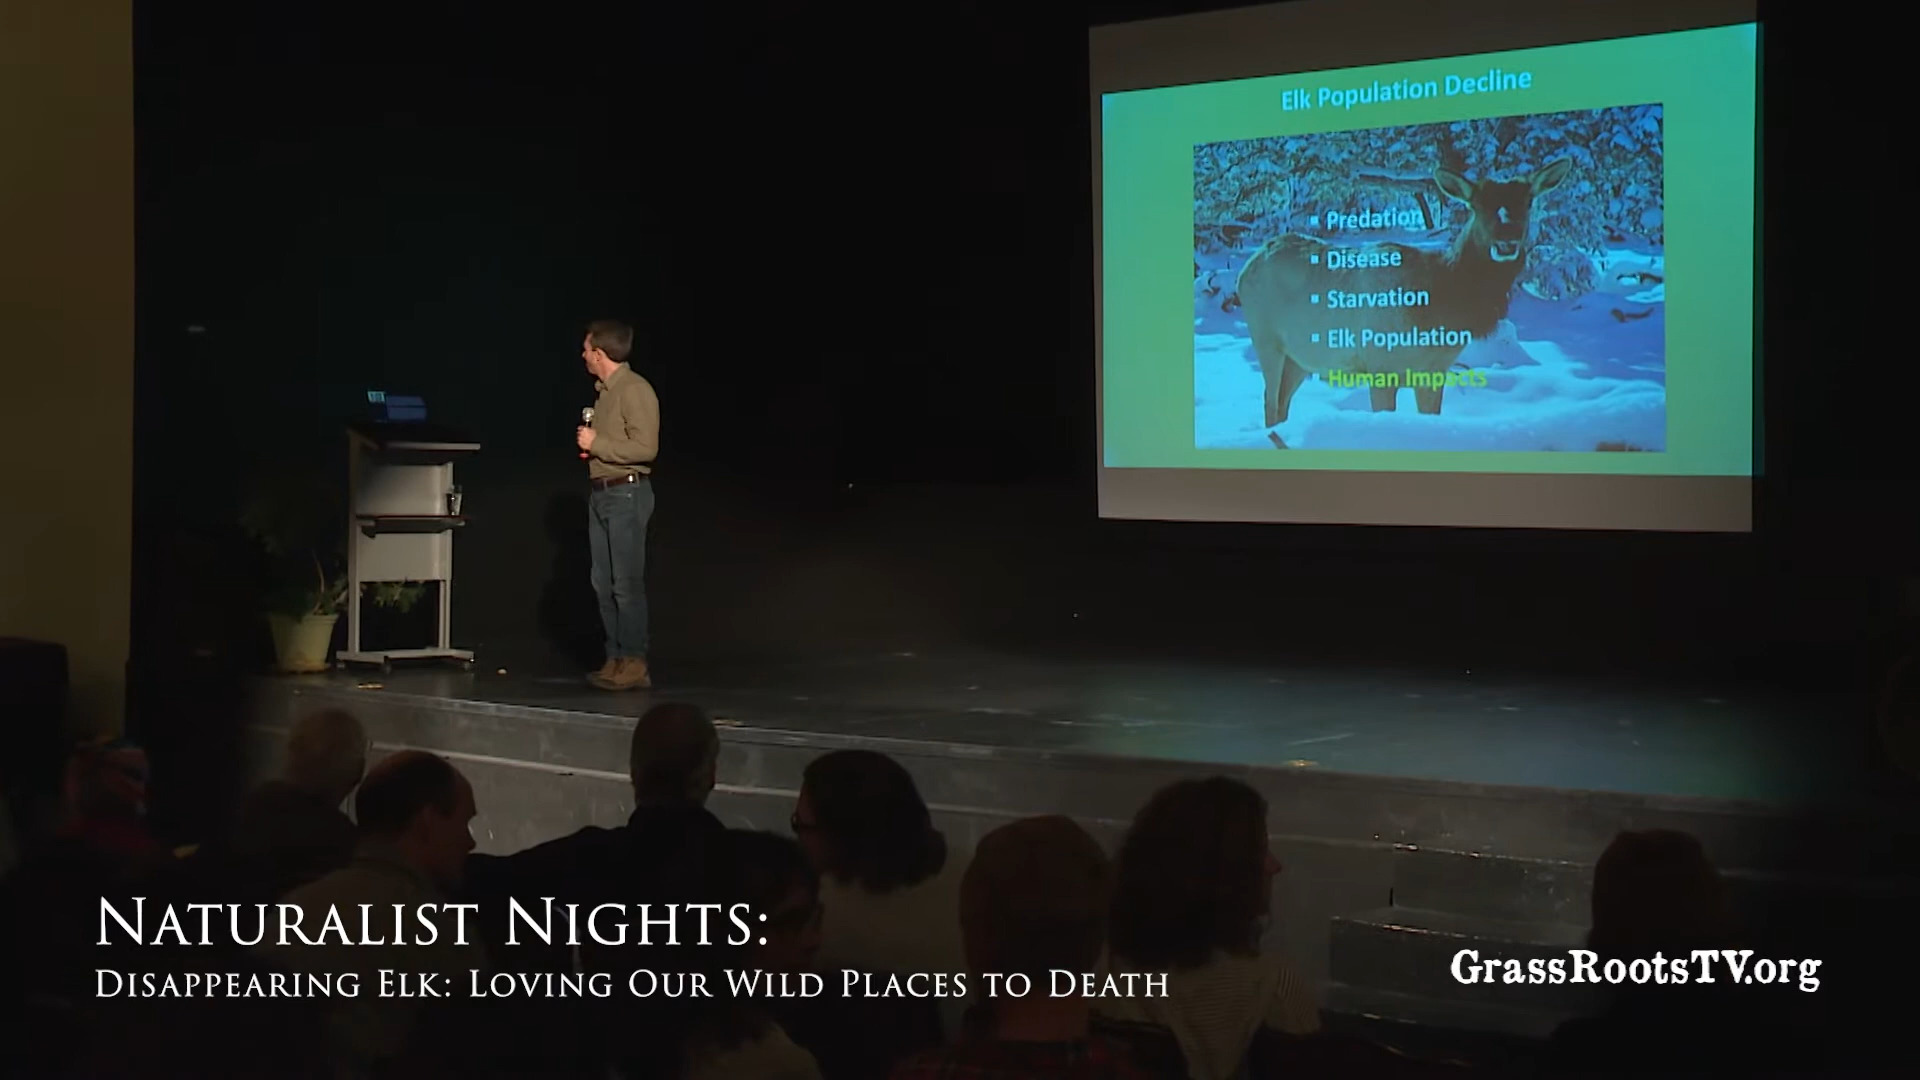 Elk Population Decline
▪ Predation
▪ Disease
▪ Starvation
▪ Elk Population
▪ Human Impacts
NATURALIST NIGHTS:
DISAPPEARING ELK: LOVING OUR WILD PLACES TO DEATH
GrassRootsTV.org